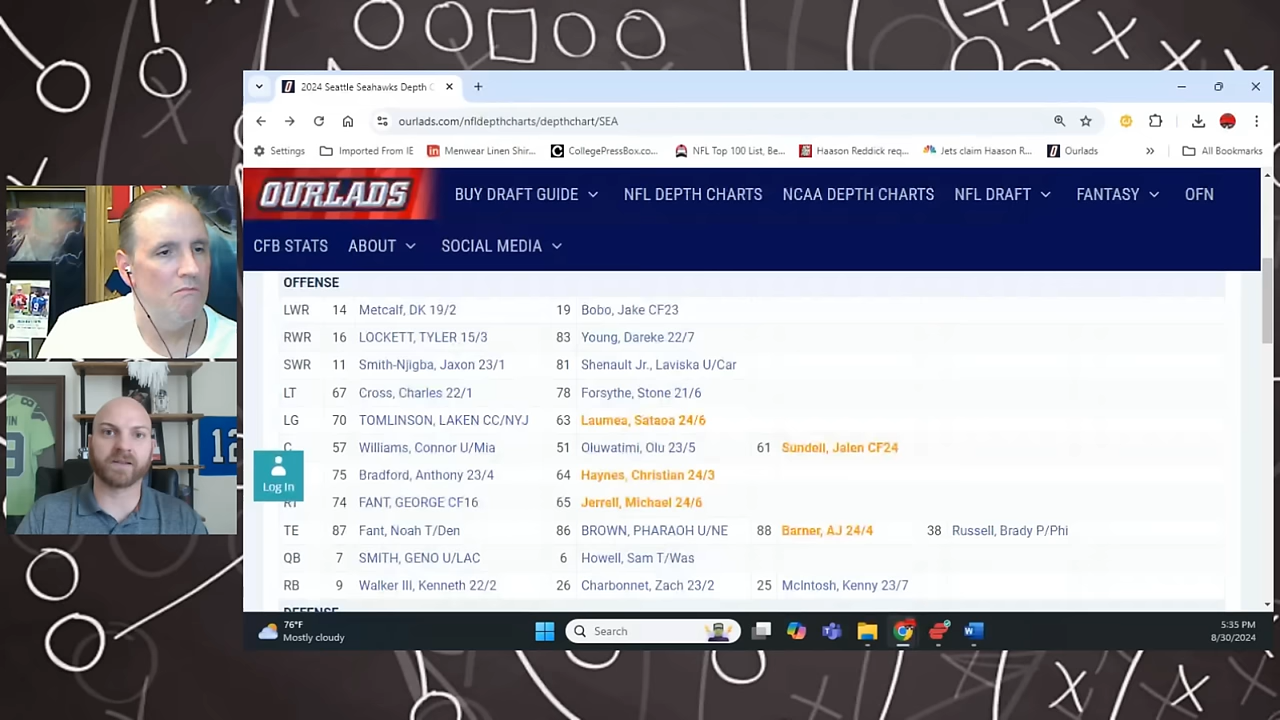 2024 Seattle Seahawks Depth C
ourlads.com/nfldepthcharts/depthchart/SEA
Settings Imported From IE Menwear Linen Shir... CollegePressBox.co... NFL Top 100 List, Be... Haason Reddick req... Jets claim Haason R... Ourlads » All Bookmarks
OURLADS BUY DRAFT GUIDE NFL DEPTH CHARTS NCAA DEPTH CHARTS NFL DRAFT FANTASY OFN
CFB STATS ABOUT SOCIAL MEDIA
OFFENSE
LWR 14 Metcalf, DK 19/2 19 Bobo, Jake CF23
RWR 16 LOCKETT, TYLER 15/3 83 Young, Dareke 22/7
SWR 11 Smith-Njigba, Jaxon 23/1 81 Shenault Jr., Laviska U/Car
LT 67 Cross, Charles 22/1 78 Forsythe, Stone 21/6
LG 70 TOMLINSON, LAKEN CC/NYJ 63 Laumea, Sataoa 24/6
C 57 Williams, Connor U/Mia 51 Oluwatimi, Olu 23/5 61 Sundell, Jalen CF24
75 Bradford, Anthony 23/4 64 Haynes, Christian 24/3
Log In
RT 74 FANT, GEORGE CF16 65 Jerrell, Michael 24/6
TE 87 Fant, Noah T/Den 86 BROWN, PHARAOH U/NE 88 Barner, AJ 24/4 38 Russell, Brady P/Phi
QB 7 SMITH, GENO U/LAC 6 Howell, Sam T/Was
RB 9 Walker III, Kenneth 22/2 26 Charbonnet, Zach 23/2 25 McIntosh, Kenny 23/7
DEFENSE
76°F
Mostly cloudy
Search
5:35 PM
8/30/2024
12